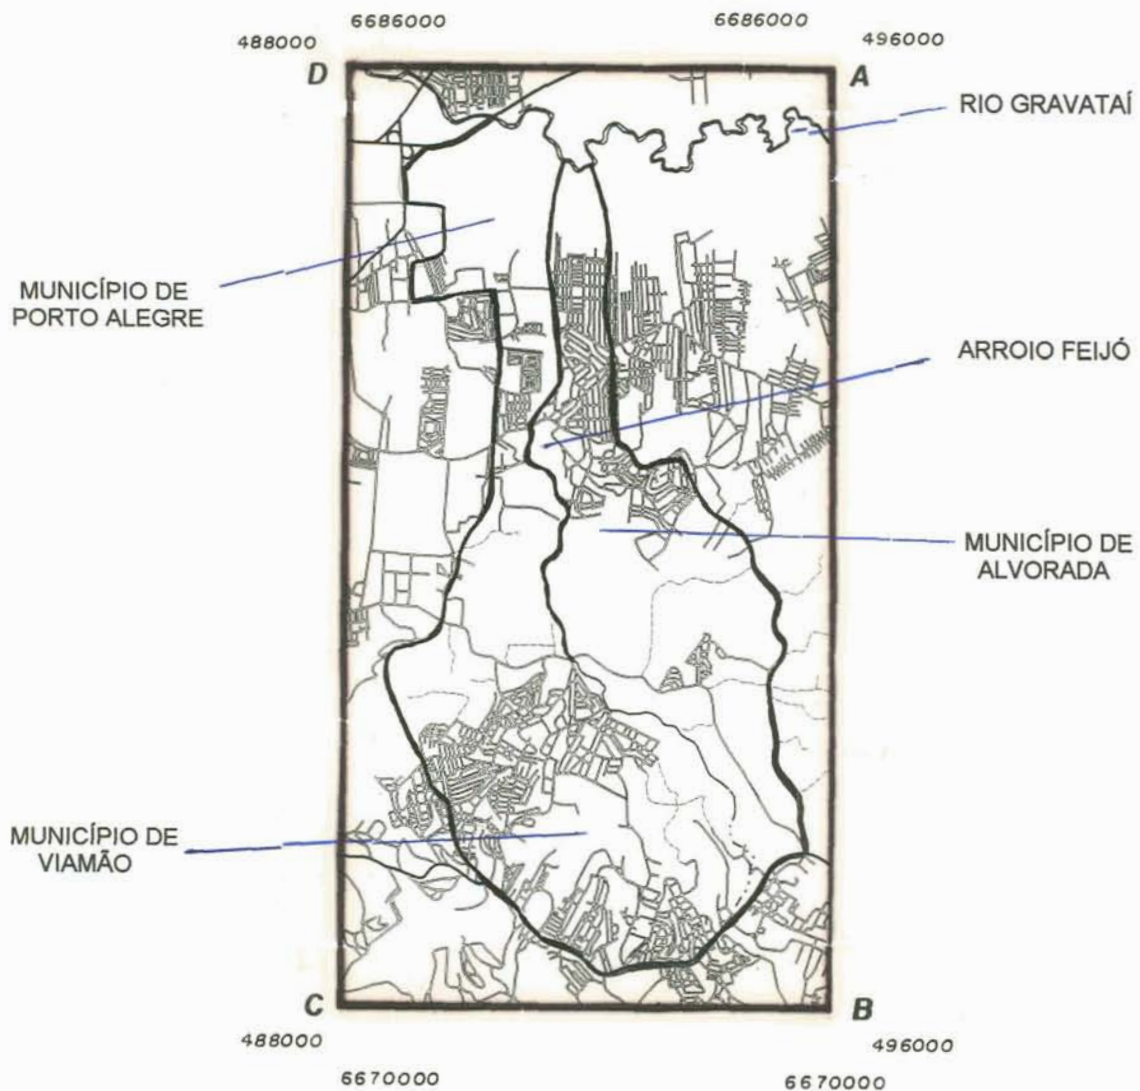 6686000
6686000
488000
496000
D
A
RIO GRAVATAÍ
MUNICÍPIO DE
PORTO ALEGRE
ARROIO FEIJÓ
MUNICÍPIO DE
ALVORADA
MUNICÍPIO DE
VIAMÃO
C
B
488000
496000
6670000
6670000